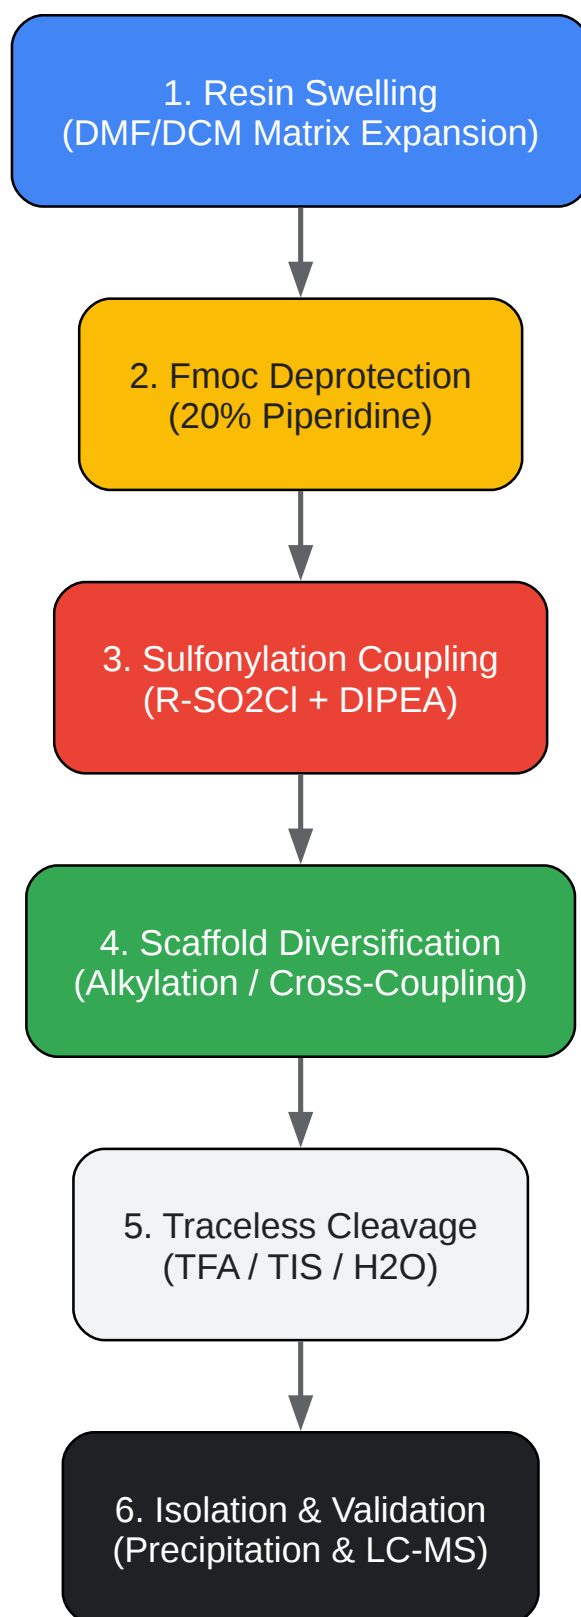 1. Resin Swelling
(DMF/DCM Matrix Expansion)
2. Fmoc Deprotection
(20% Piperidine)
3. Sulfonylation Coupling
(R-SO2Cl + DIPEA)
4. Scaffold Diversification
(Alkylation / Cross-Coupling)
5. Traceless Cleavage
(TFA / TIS / H2O)
6. Isolation & Validation
(Precipitation & LC-MS)